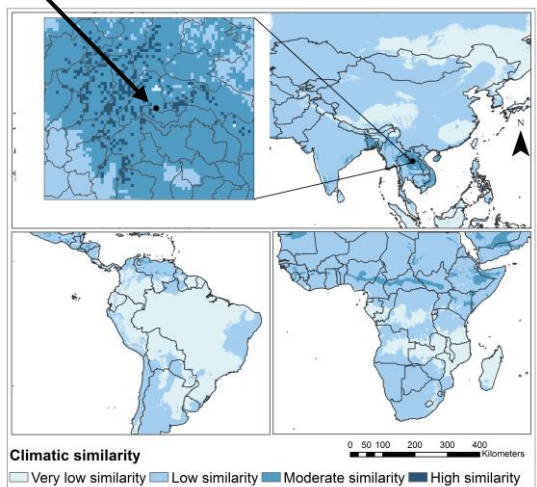 N
Climatic similarity
0 50 100 200 300 400
Kilometers
Very low similarity Low similarity Moderate similarity High similarity